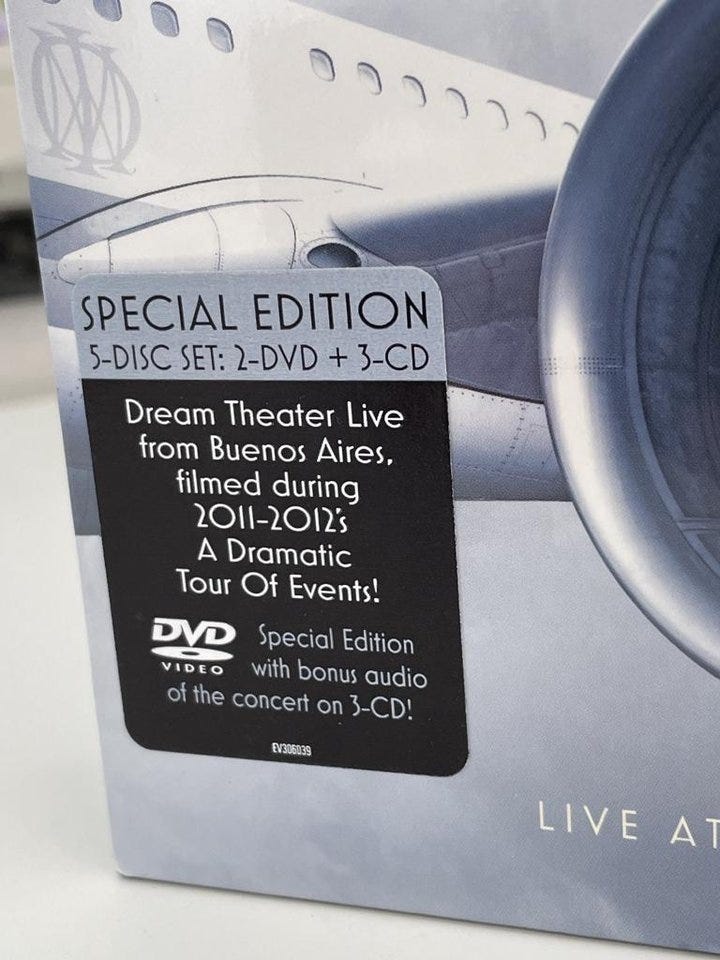 SPECIAL EDITION
5-DISC SET: 2-DVD + 3-CD
Dream Theater Live
from Buenos Aires,
filmed during
2011-2012's
A Dramatic
Tour Of Events!
DVD
VIDEO
Special Edition
with bonus audio
of the concert on 3-CD!
EV306039
LIVE AT